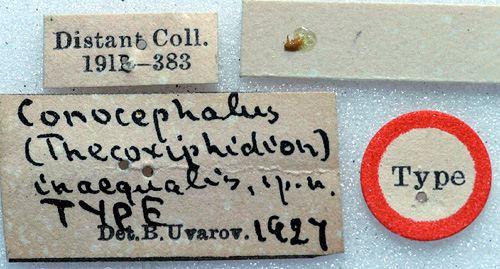 Distant Coll.
1911–383
Conocephalus
(Thecoxiphidion)
inaequalis, sp. n.
TYPE
Det. B. Uvarov. 1927
Type